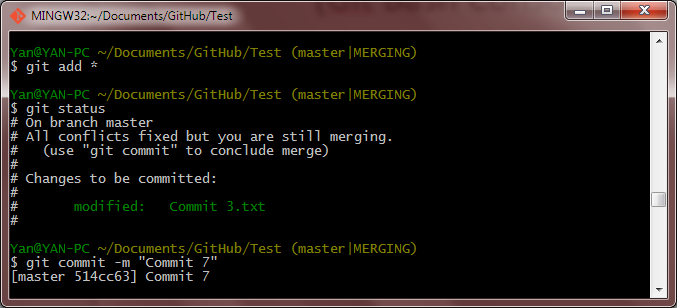 MINGW32:~/Documents/GitHub/Test
Yan@YAN-PC ~/Documents/GitHub/Test (master|MERGING)
$ git add *
Yan@YAN-PC ~/Documents/GitHub/Test (master|MERGING)
$ git status
# On branch master
# All conflicts fixed but you are still merging.
#   (use "git commit" to conclude merge)
#
# Changes to be committed:
#
#       modified:   Commit 3.txt
#
Yan@YAN-PC ~/Documents/GitHub/Test (master|MERGING)
$ git commit -m "Commit 7"
[master 514cc63] Commit 7